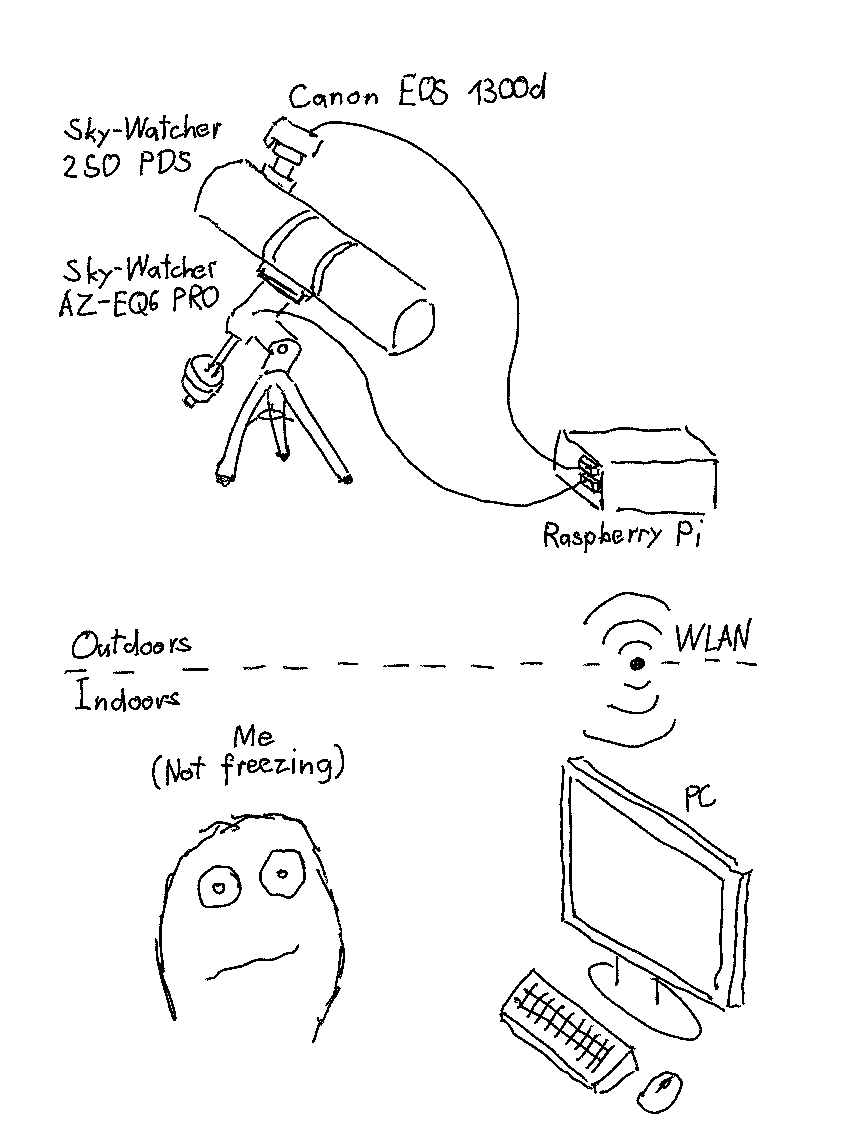 Canon EOS 1300d
Sky-Watcher
250 PDS
Sky-Watcher
AZ-EQ6 PRO
Raspberry Pi
WLAN
Outdoors
Indoors
Me
(Not freezing)
PC